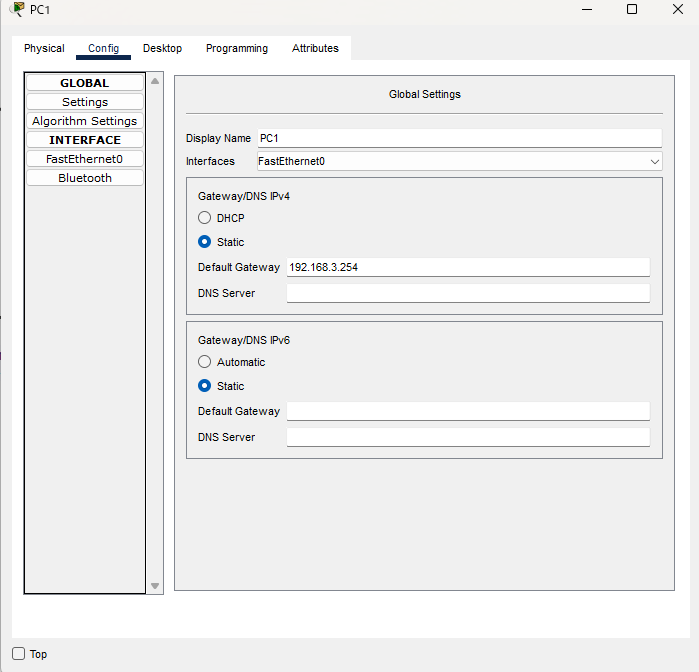 PC1
Physical Config Desktop Programming Attributes
GLOBAL
Settings
Algorithm Settings
INTERFACE
FastEthernet0
Bluetooth
Global Settings
Display Name PC1
Interfaces FastEthernet0
Gateway/DNS IPv4
DHCP
Static
Default Gateway 192.168.3.254
DNS Server
Gateway/DNS IPv6
Automatic
Static
Default Gateway
DNS Server
Top